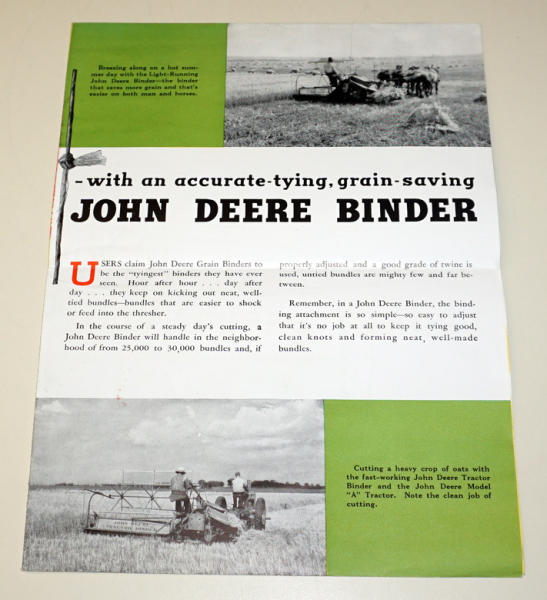 Breezing along on a hot sum-
mer day with the Light-Running
John Deere Binder—the binder
that saves more grain and that's
easier on both man and horses.
-with an accurate-tying, grain-saving
JOHN DEERE BINDER
USERS claim John Deere Grain Binders to
be the "tyingest" binders they have ever
seen. Hour after hour . . . day after
day . . . they keep on kicking out neat, well-
tied bundles—bundles that are easier to shock
or feed into the thresher.
In the course of a steady day's cutting, a
John Deere Binder will handle in the neighbor-
hood of from 25,000 to 30,000 bundles and, if
properly adjusted and a good grade of twine is
used, untied bundles are mighty few and far be-
tween.
Remember, in a John Deere Binder, the bind-
ing attachment is so simple—so easy to adjust
that it's no job at all to keep it tying good,
clean knots and forming neat, well-made
bundles.
JOHN DEERE
TRACTOR BINDER
Cutting a heavy crop of oats with
the fast-working John Deere Tractor
Binder and the John Deere Model
"A" Tractor. Note the clean job of
cutting.